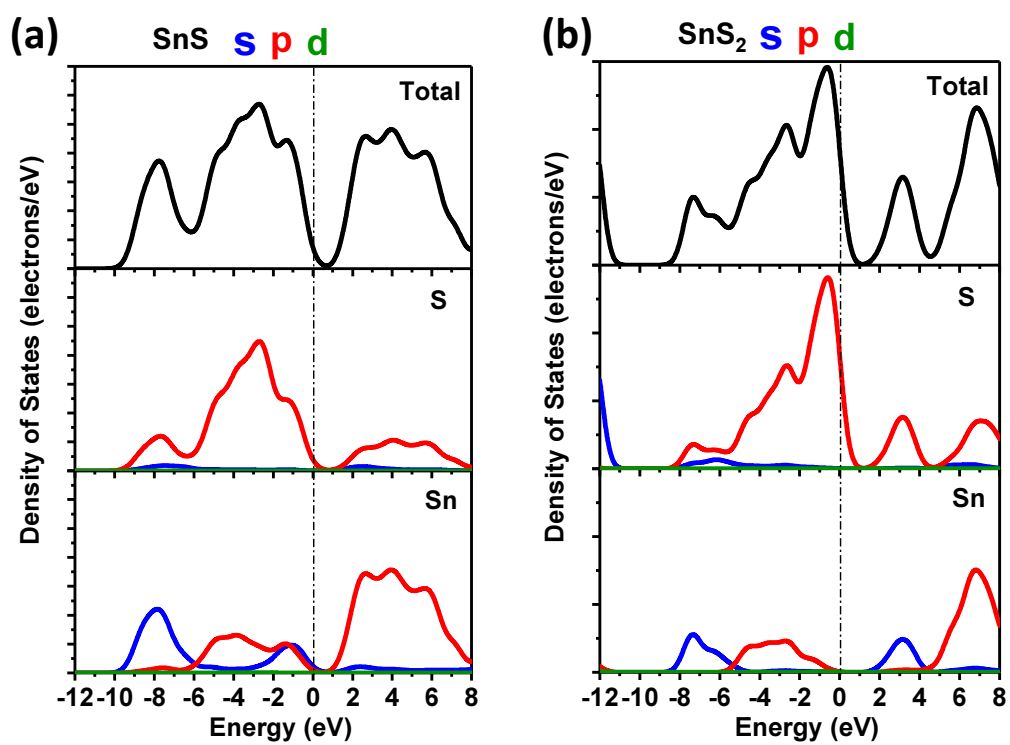 (a) SnS s p d
Total
S
Sn
Density of States (electrons/eV)
-12 -10 -8 -6 -4 -2 0 2 4 6 8
Energy (eV)
(b) SnS₂ s p d
Total
S
Sn
Density of States (electrons/eV)
-12 -10 -8 -6 -4 -2 0 2 4 6 8
Energy (eV)